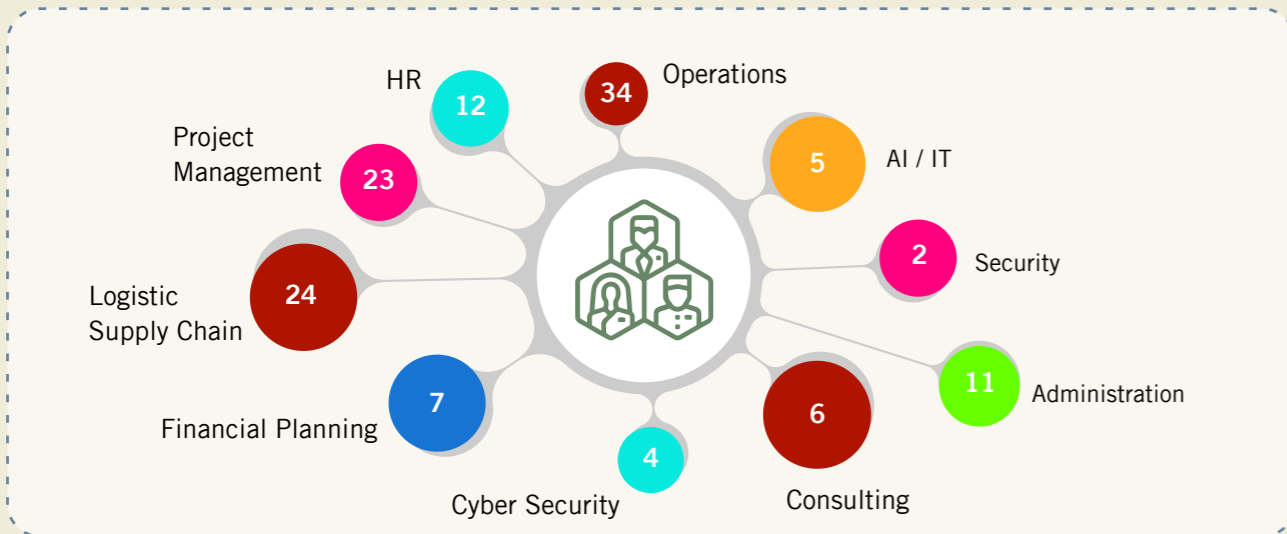 HR
12
34
Operations
Project
Management
23
5
AI / IT
2
Security
Logistic
Supply Chain
24
11
Administration
7
Financial Planning
6
Consulting
4
Cyber Security